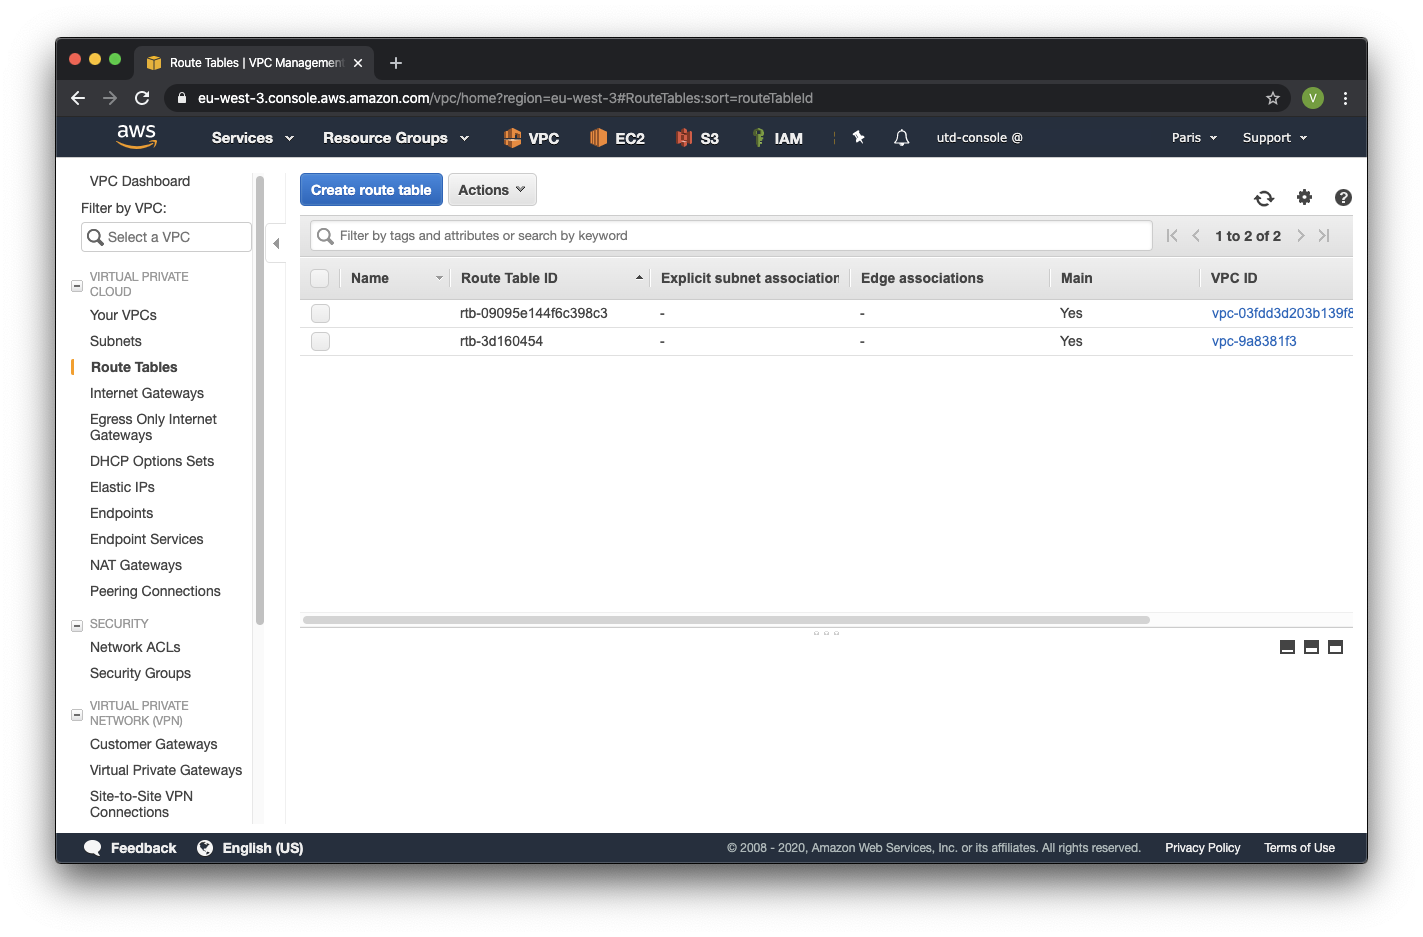 Route Tables | VPC Management
eu-west-3.console.aws.amazon.com/vpc/home?region=eu-west-3#RouteTables:sort=routeTableId
V
aws
Services
Resource Groups
VPC
EC2
S3
IAM
utd-console @
Paris
Support
VPC Dashboard
Filter by VPC:
Select a VPC
VIRTUAL PRIVATE
CLOUD
Your VPCs
Subnets
Route Tables
Internet Gateways
Egress Only Internet
Gateways
DHCP Options Sets
Elastic IPs
Endpoints
Endpoint Services
NAT Gateways
Peering Connections
SECURITY
Network ACLs
Security Groups
VIRTUAL PRIVATE
NETWORK (VPN)
Customer Gateways
Virtual Private Gateways
Site-to-Site VPN
Connections
Create route table
Actions
Filter by tags and attributes or search by keyword
1 to 2 of 2
Name Route Table ID Explicit subnet association Edge associations Main VPC ID
rtb-09095e144f6c398c3 - - Yes vpc-03fdd3d203b139f8
rtb-3d160454 - - Yes vpc-9a8381f3
Feedback
English (US)
© 2008 - 2020, Amazon Web Services, Inc. or its affiliates. All rights reserved.
Privacy Policy
Terms of Use